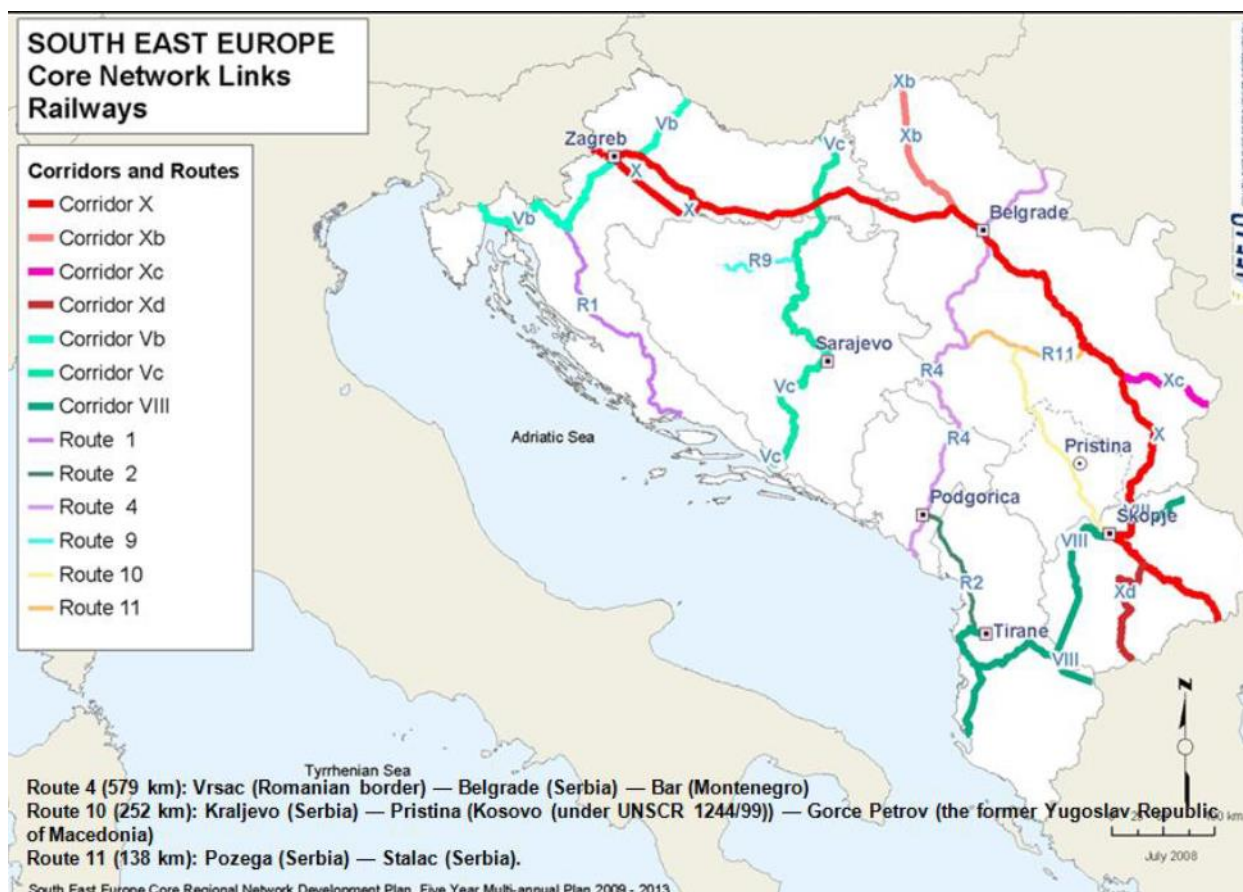 SOUTH EAST EUROPE
Core Network Links
Railways
Corridors and Routes
Corridor X
Corridor Xb
Corridor Xc
Corridor Xd
Corridor Vb
Corridor Vc
Corridor VIII
Route 1
Route 2
Route 4
Route 9
Route 10
Route 11
Xb
Vb
Xb
Zagreb
Vc
X
X
Vb
Belgrade
R9
R1
Sarajevo
R11
R4
Xc
Vc
Adriatic Sea
R4
X
Pristina
Vc
Podgorica
VIII
Skopje
VIII
R2
Xd
Tirane
VIII
Tyrrhenian Sea
Route 4 (579 km): Vrsac (Romanian border) — Belgrade (Serbia) — Bar (Montenegro)
Route 10 (252 km): Kraljevo (Serbia) — Pristina (Kosovo (under UNSCR 1244/99)) — Gorce Petrov (the former Yugoslav Republic
of Macedonia)
Route 11 (138 km): Pozega (Serbia) — Stalac (Serbia).
km
July 2008
South East Europe Core Regional Network Development Plan, Five Year Multi-annual Plan 2009 - 2013